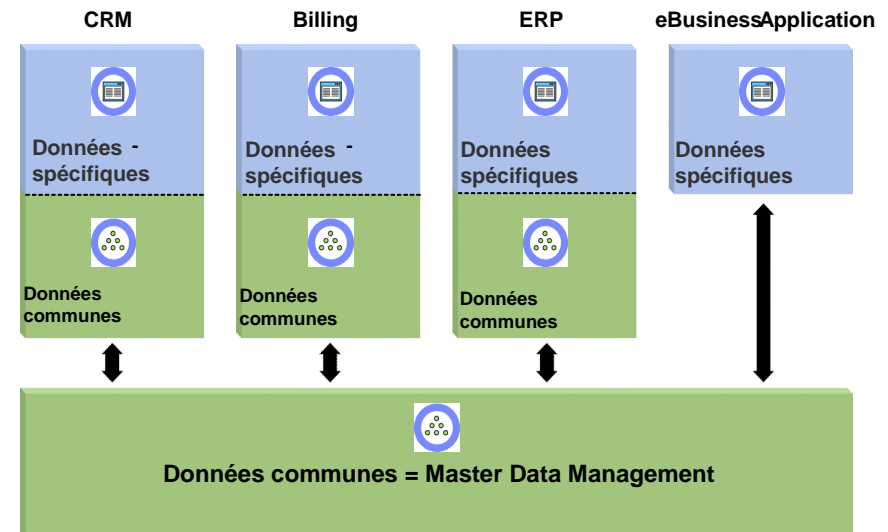 CRM
Billing
ERP
eBusinessApplication
Données -
spécifiques
Données -
spécifiques
Données
spécifiques
Données
spécifiques
Données
communes
Données
communes
Données
communes
Données communes = Master Data Management